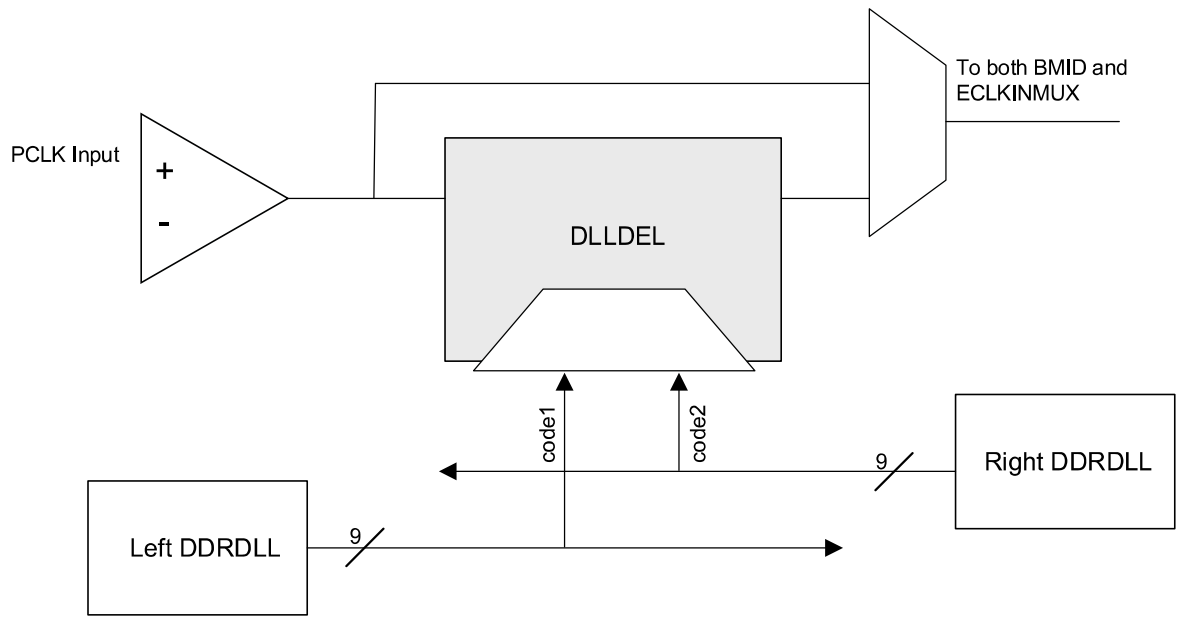 To both BMID and
ECLKINMUX
PCLK Input
+
-
DLLDEL
code1
code2
9
Right DDRDLL
9
Left DDRDLL